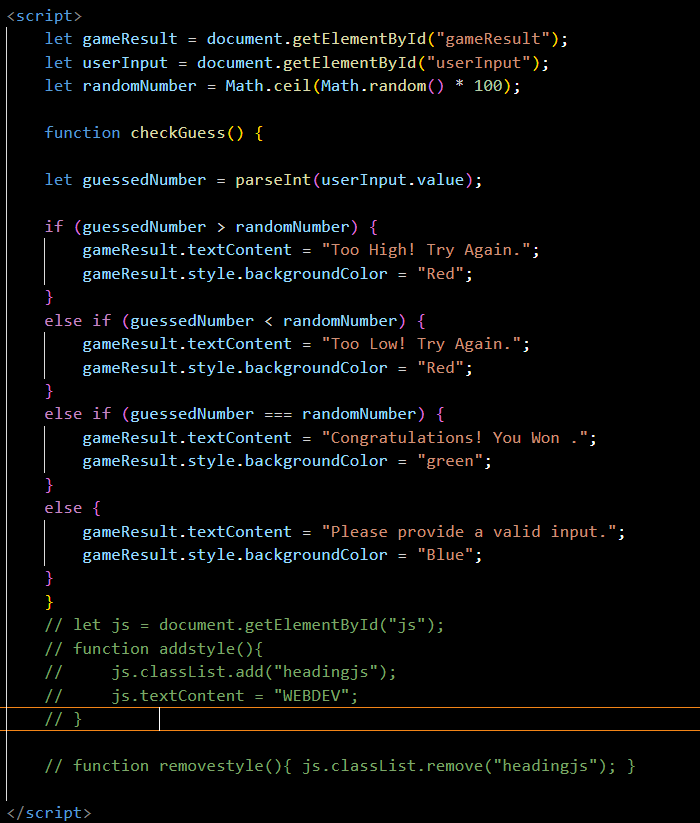 <script>
let gameResult = document.getElementById("gameResult");
let userInput = document.getElementById("userInput");
let randomNumber = Math.ceil(Math.random() * 100);
function checkGuess() {
let guessedNumber = parseInt(userInput.value);
if (guessedNumber > randomNumber) {
gameResult.textContent = "Too High! Try Again.";
gameResult.style.backgroundColor = "Red";
}
else if (guessedNumber < randomNumber) {
gameResult.textContent = "Too Low! Try Again.";
gameResult.style.backgroundColor = "Red";
}
else if (guessedNumber === randomNumber) {
gameResult.textContent = "Congratulations! You Won .";
gameResult.style.backgroundColor = "green";
}
else {
gameResult.textContent = "Please provide a valid input.";
gameResult.style.backgroundColor = "Blue";
}
}
// let js = document.getElementById("js");
// function addstyle(){
//     js.classList.add("headingjs");
//     js.textContent = "WEBDEV";
// }
// function removestyle(){ js.classList.remove("headingjs"); }
</script>